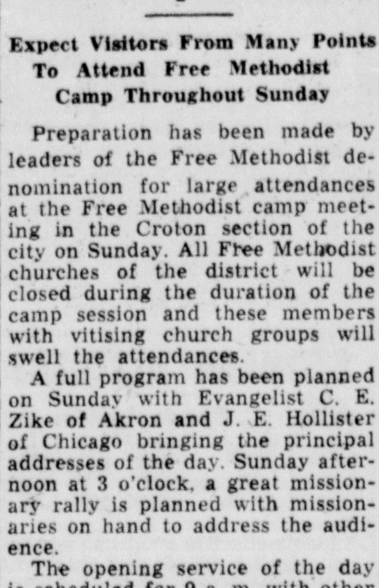 Expect Visitors From Many Points
To Attend Free Methodist
Camp Throughout Sunday
Preparation has been made by
leaders of the Free Methodist de-
nomination for large attendances
at the Free Methodist camp meet-
ing in the Croton section of the
city on Sunday. All Free Methodist
churches of the district will be
closed during the duration of the
camp session and these members
with vitising church groups will
swell the attendances.
A full program has been planned
on Sunday with Evangelist C. E.
Zike of Akron and J. E. Hollister
of Chicago bringing the principal
addresses of the day. Sunday after-
noon at 3 o'clock, a great mission-
ary rally is planned with mission-
aries on hand to address the audi-
ence.
The opening service of the day
is scheduled for 9 a. m. with other